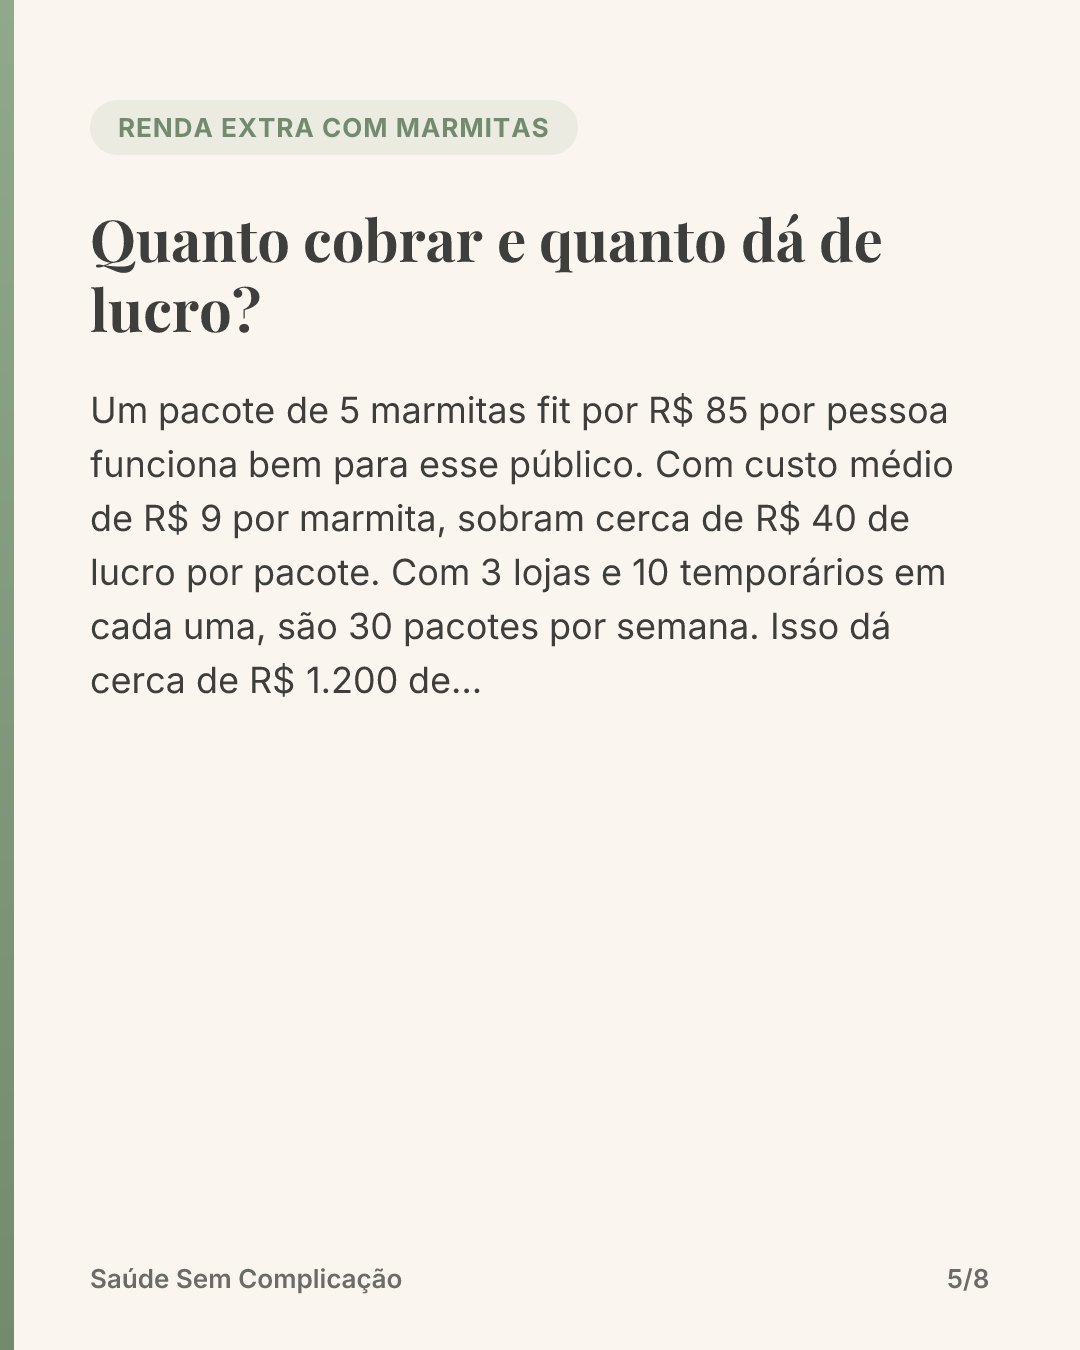 RENDA EXTRA COM MARMITAS
Quanto cobrar e quanto dá de
lucro?
Um pacote de 5 marmitas fit por R$ 85 por pessoa
funciona bem para esse público. Com custo médio
de R$ 9 por marmita, sobram cerca de R$ 40 de
lucro por pacote. Com 3 lojas e 10 temporários em
cada uma, são 30 pacotes por semana. Isso dá
cerca de R$ 1.200 de...
Saúde Sem Complicação
5/8